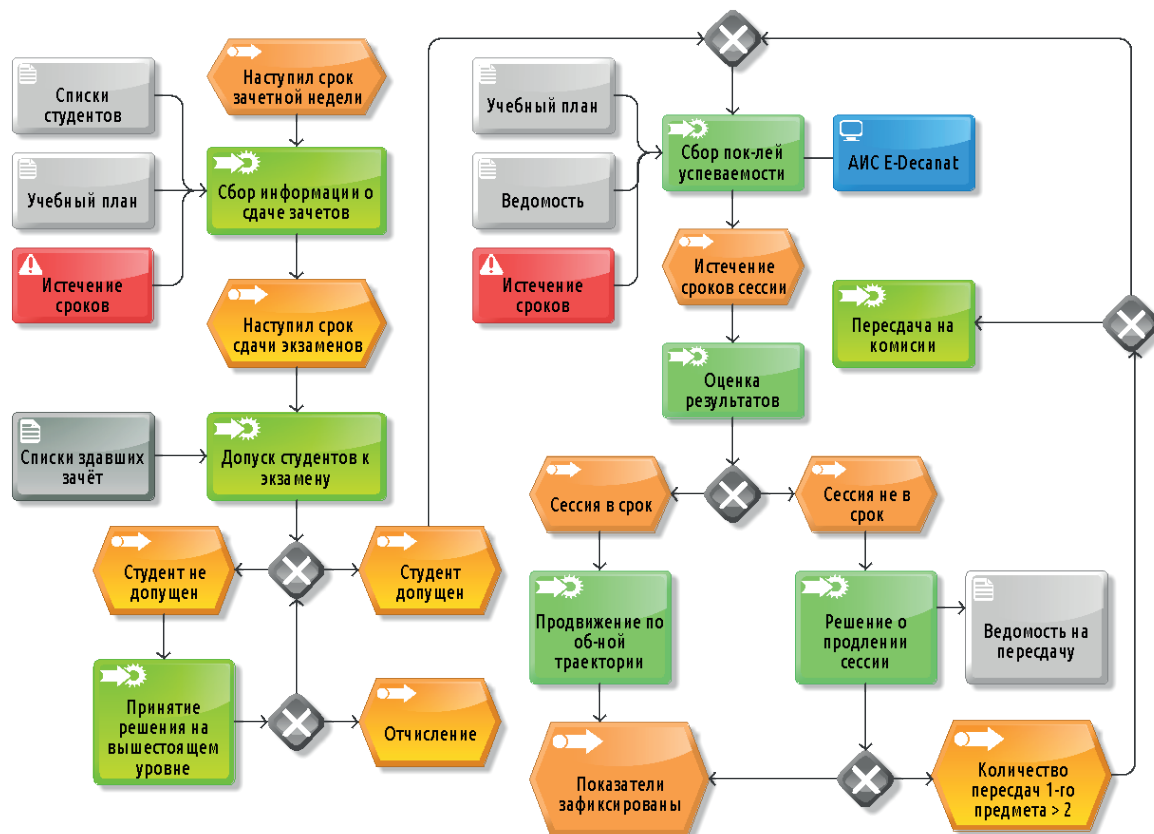 Наступил срок
зачетной недели
Списки
студентов
Учебный план
Истечение
сроков
Сбор информации о
сдаче зачетов
Наступил срок
сдачи экзаменов
Списки здавших
зачёт
Допуск студентов к
экзамену
Студент не
допущен
Студент
допущен
Принятие
решения на
вышестоящем
уровне
Отчисление
Учебный план
Ведомость
Истечение
сроков
Сбор пок-лей
успеваемости
АИС E-Decanat
Истечение
сроков сессии
Пересдача на
комисии
Оценка
результатов
Сессия в срок
Сессия не в
срок
Продвижение по
об-ной
траектории
Решение о
продлении
сессии
Ведомость на
пересдачу
Показатели
зафиксированы
Количество
пересдач 1-го
предмета > 2